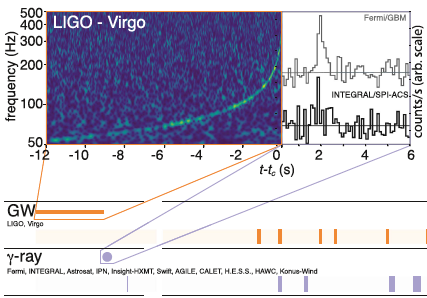 500
400
300
200
100
50
frequency (Hz)
LIGO - Virgo
Fermi/GBM
INTEGRAL/SPI-ACS
counts/s (arb. scale)
-12 -10 -8 -6 -4 -2 0 2 4 6
t-tc (s)
GW
LIGO, Virgo
γ-ray
Fermi, INTEGRAL, Astrosat, IPN, Insight-HXMT, Swift, AGILE, CALET, H.E.S.S., HAWC, Konus-Wind